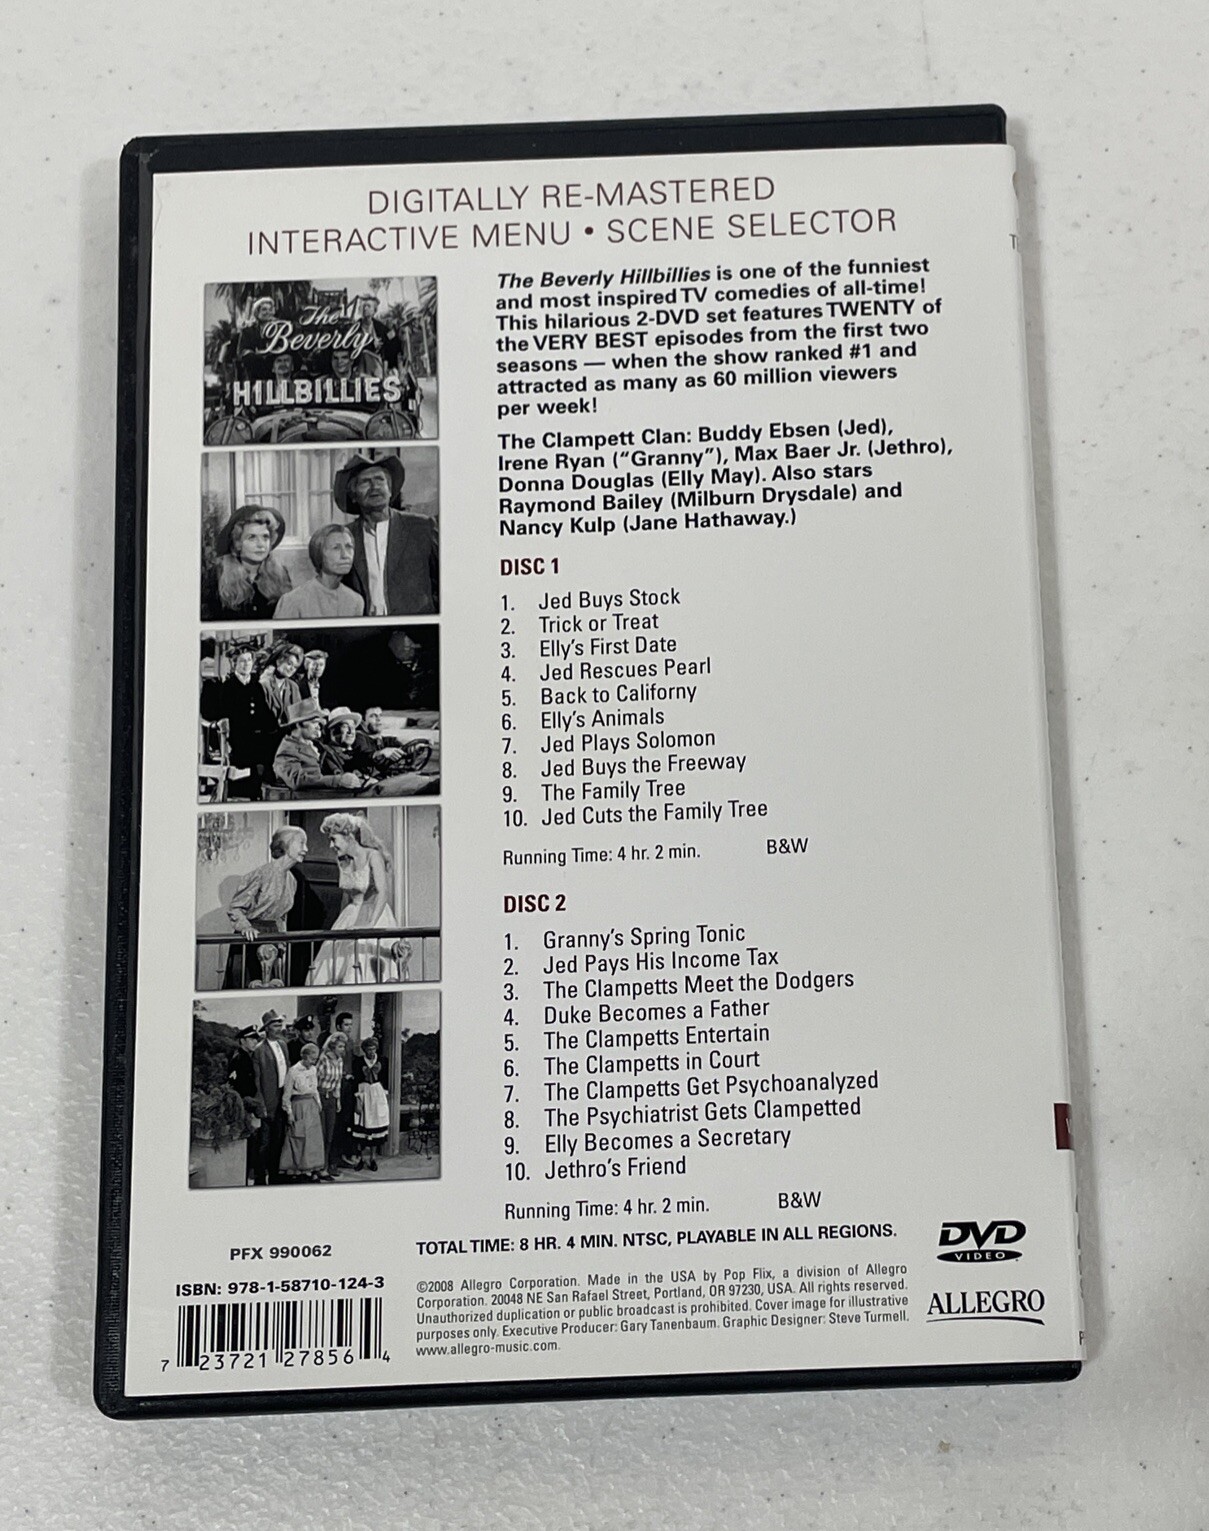 DIGITALLY RE-MASTERED
INTERACTIVE MENU • SCENE SELECTOR
The Beverly
HILLBILLIES
The Beverly Hillbillies is one of the funniest
and most inspired TV comedies of all-time!
This hilarious 2-DVD set features TWENTY of
the VERY BEST episodes from the first two
seasons — when the show ranked #1 and
attracted as many as 60 million viewers
per week!
The Clampett Clan: Buddy Ebsen (Jed),
Irene Ryan (“Granny”), Max Baer Jr. (Jethro),
Donna Douglas (Elly May). Also stars
Raymond Bailey (Milburn Drysdale) and
Nancy Kulp (Jane Hathaway.)
DISC 1
1. Jed Buys Stock
2. Trick or Treat
3. Elly’s First Date
4. Jed Rescues Pearl
5. Back to Californy
6. Elly’s Animals
7. Jed Plays Solomon
8. Jed Buys the Freeway
9. The Family Tree
10. Jed Cuts the Family Tree
Running Time: 4 hr. 2 min. B&W
DISC 2
1. Granny’s Spring Tonic
2. Jed Pays His Income Tax
3. The Clampetts Meet the Dodgers
4. Duke Becomes a Father
5. The Clampetts Entertain
6. The Clampetts in Court
7. The Clampetts Get Psychoanalyzed
8. The Psychiatrist Gets Clampetted
9. Elly Becomes a Secretary
10. Jethro’s Friend
Running Time: 4 hr. 2 min. B&W
TOTAL TIME: 8 HR. 4 MIN. NTSC, PLAYABLE IN ALL REGIONS.
PFX 990062
ISBN: 978-1-58710-124-3
7 23721 27856 4
©2008 Allegro Corporation. Made in the USA by Pop Flix, a division of Allegro
Corporation. 20048 NE San Rafael Street, Portland, OR 97230, USA. All rights reserved.
Unauthorized duplication or public broadcast is prohibited. Cover image for illustrative
purposes only. Executive Producer: Gary Tanenbaum. Graphic Designer: Steve Turmell.
www.allegro-music.com.
DVD
VIDEO
ALLEGRO